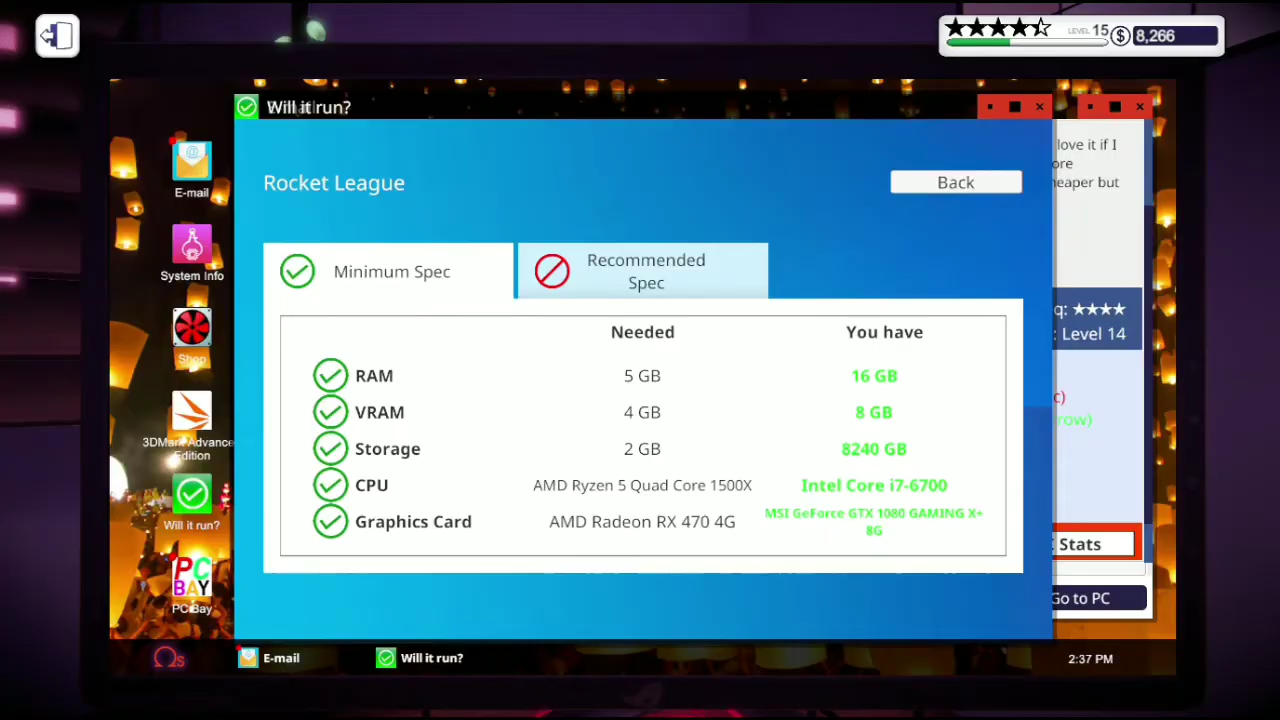 LEVEL 15
$ 8,266
Will it run?
love it if I
ore
heaper but
E-mail
Rocket League
Back
System Info
Minimum Spec
Recommended
Spec
q: ★★★★
: Level 14
Needed
You have
Shop
RAM
5 GB
16 GB
c)
VRAM
4 GB
8 GB
row)
3DMark Advance
Edition
Storage
2 GB
8240 GB
CPU
AMD Ryzen 5 Quad Core 1500X
Intel Core i7-6700
Will it run?
Graphics Card
AMD Radeon RX 470 4G
MSI GeForce GTX 1080 GAMING X+
8G
Stats
PC
BAY
PC Bay
Go to PC
Ωs
E-mail
Will it run?
2:37 PM